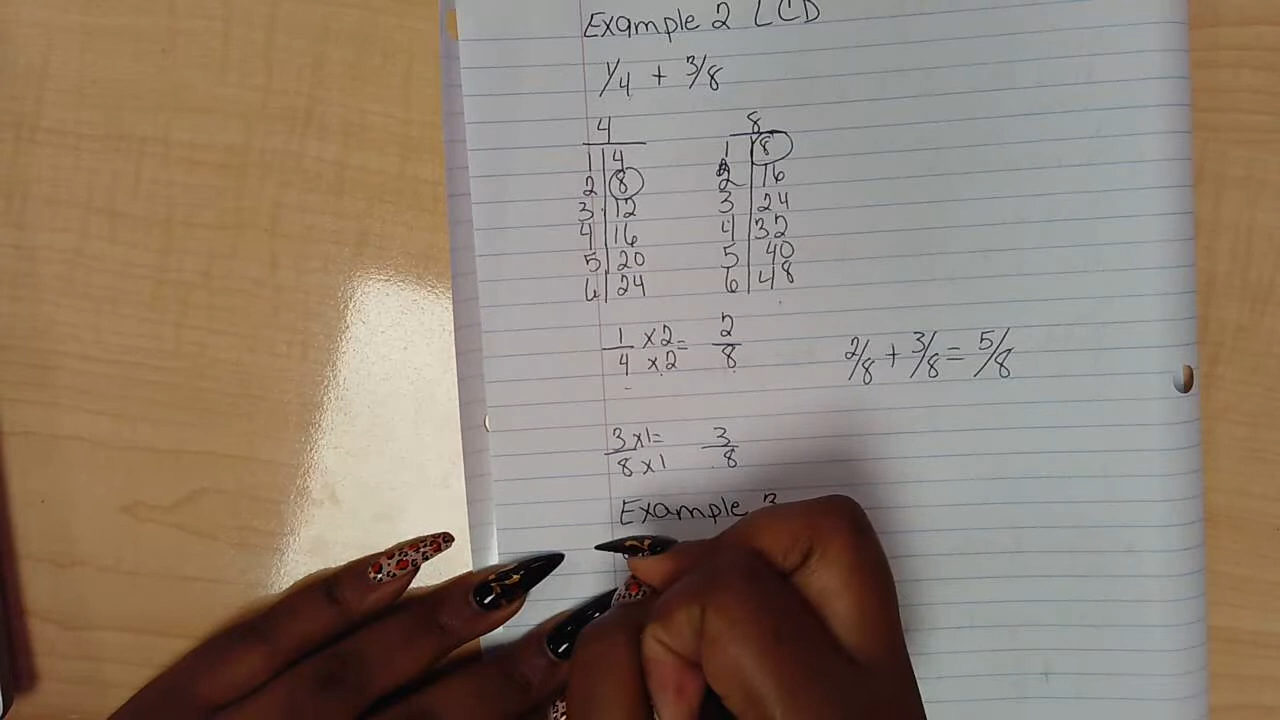 Example 2 LCD
1/4 + 3/8
4 8
1 4 1 8
2 8 2 16
3 12 3 24
4 16 4 32
5 20 5 40
6 24 6 48
1/4 x2/x2 = 2/8 2/8 + 3/8 = 5/8
3/8 x1/x1 = 3/8
Example 3